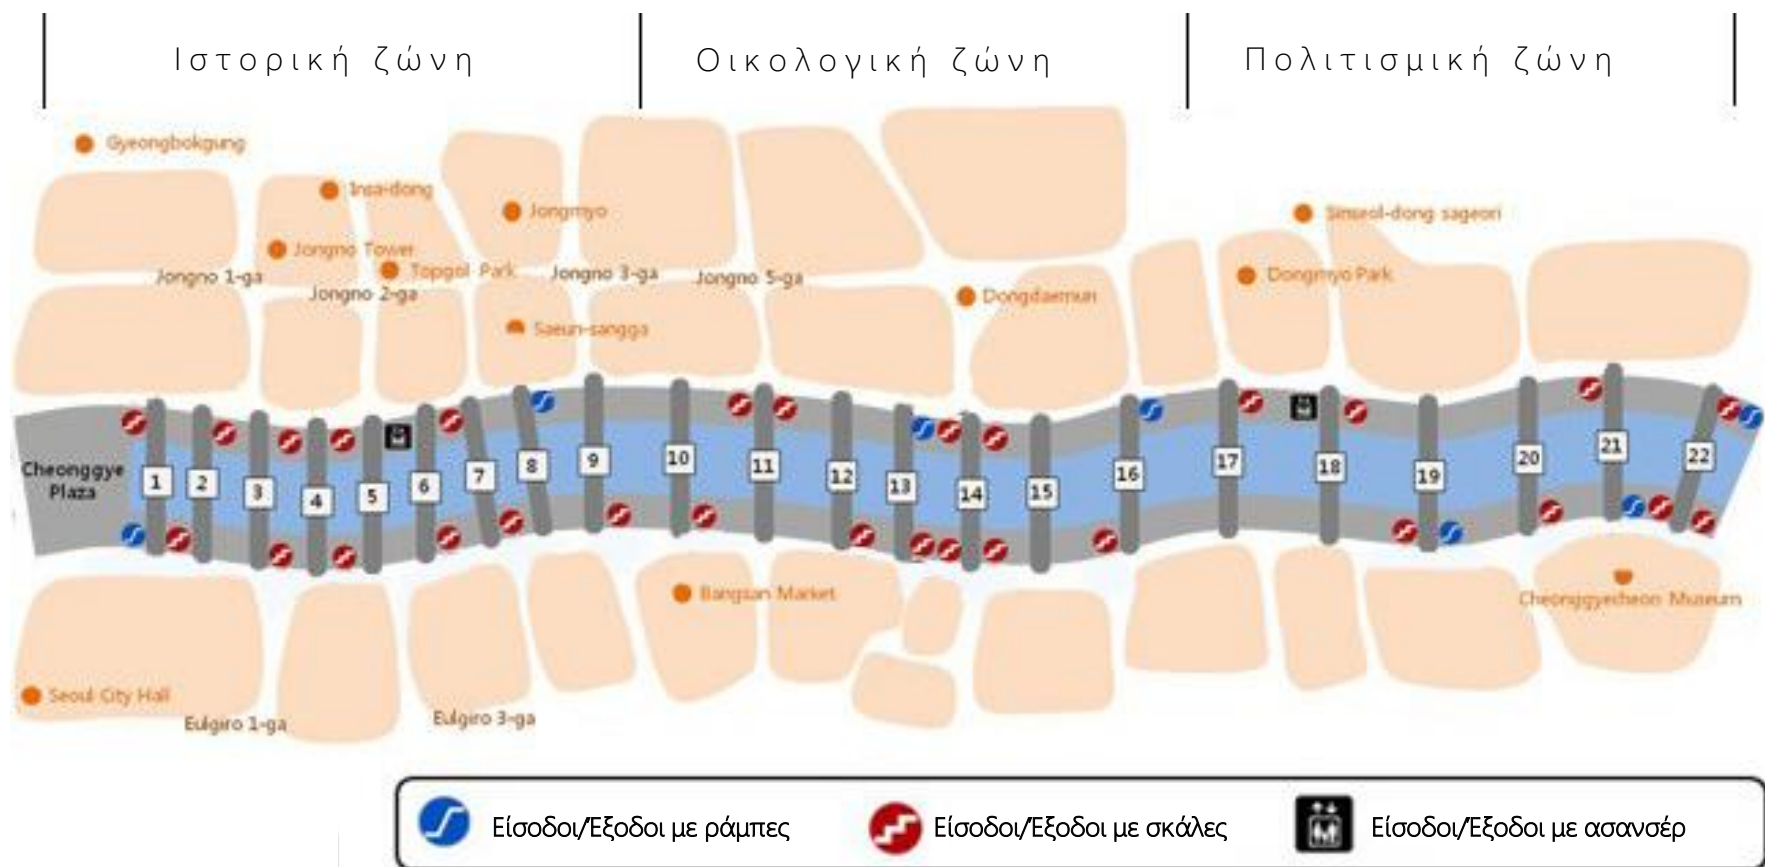 Ιστορική ζώνη
Οικολογική ζώνη
Πολιτισμική ζώνη
Gyeongbokgung
Insa-dong
Jongmyo
Sinseol-dong sageori
Jongno Tower
Topgol Park
Jongno 1-ga
Jongno 2-ga
Jongno 3-ga
Jongno 5-ga
Dongmyo Park
Dongdaemun
Saeun-sangga
Cheonggye
Plaza
1
2
3
4
5
6
7
8
9
10
11
12
13
14
15
16
17
18
19
20
21
22
Bangsan Market
Cheonggyecheon Museum
Seoul City Hall
Eulgiro 1-ga
Eulgiro 3-ga
Είσοδοι/Έξοδοι με ράμπες
Είσοδοι/Έξοδοι με σκάλες
Είσοδοι/Έξοδοι με ασανσέρ